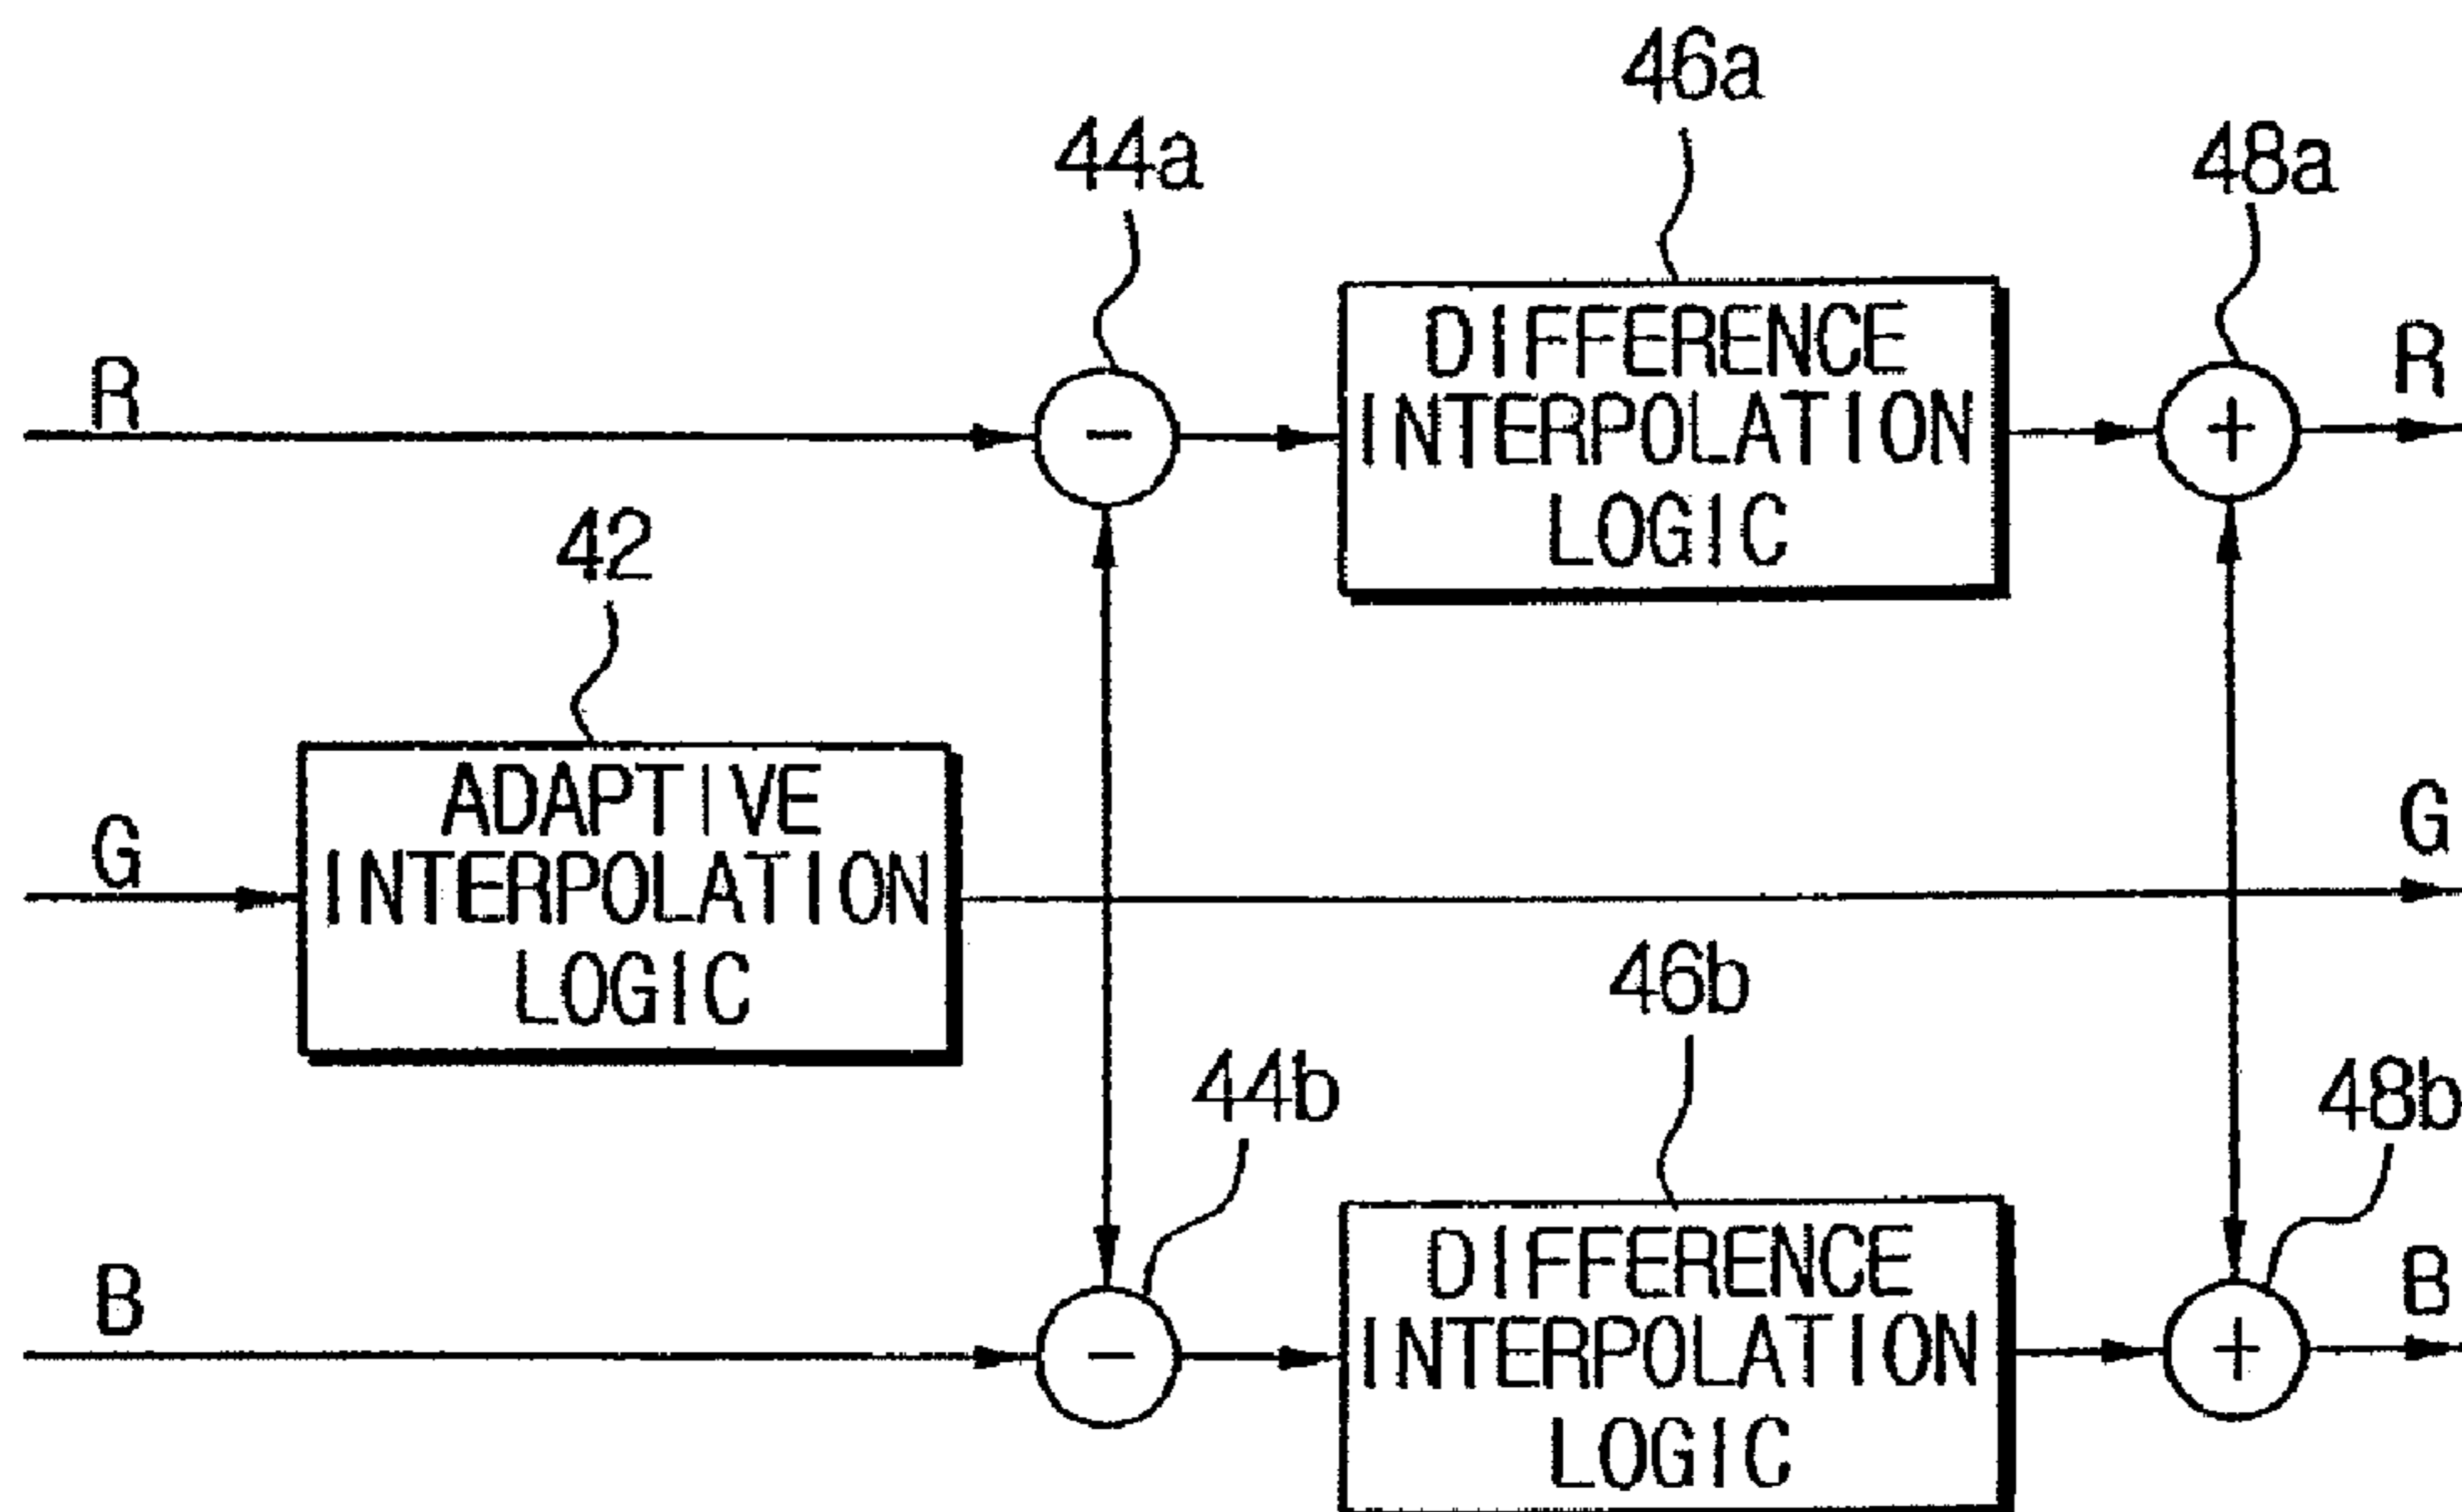 46a
44a
48a
R
DIFFERENCE
INTERPOLATION
LOGIC
-
+
R
42
G
ADAPTIVE
INTERPOLATION
LOGIC
G
46b
44b
48b
B
DIFFERENCE
INTERPOLATION
LOGIC
-
+
B